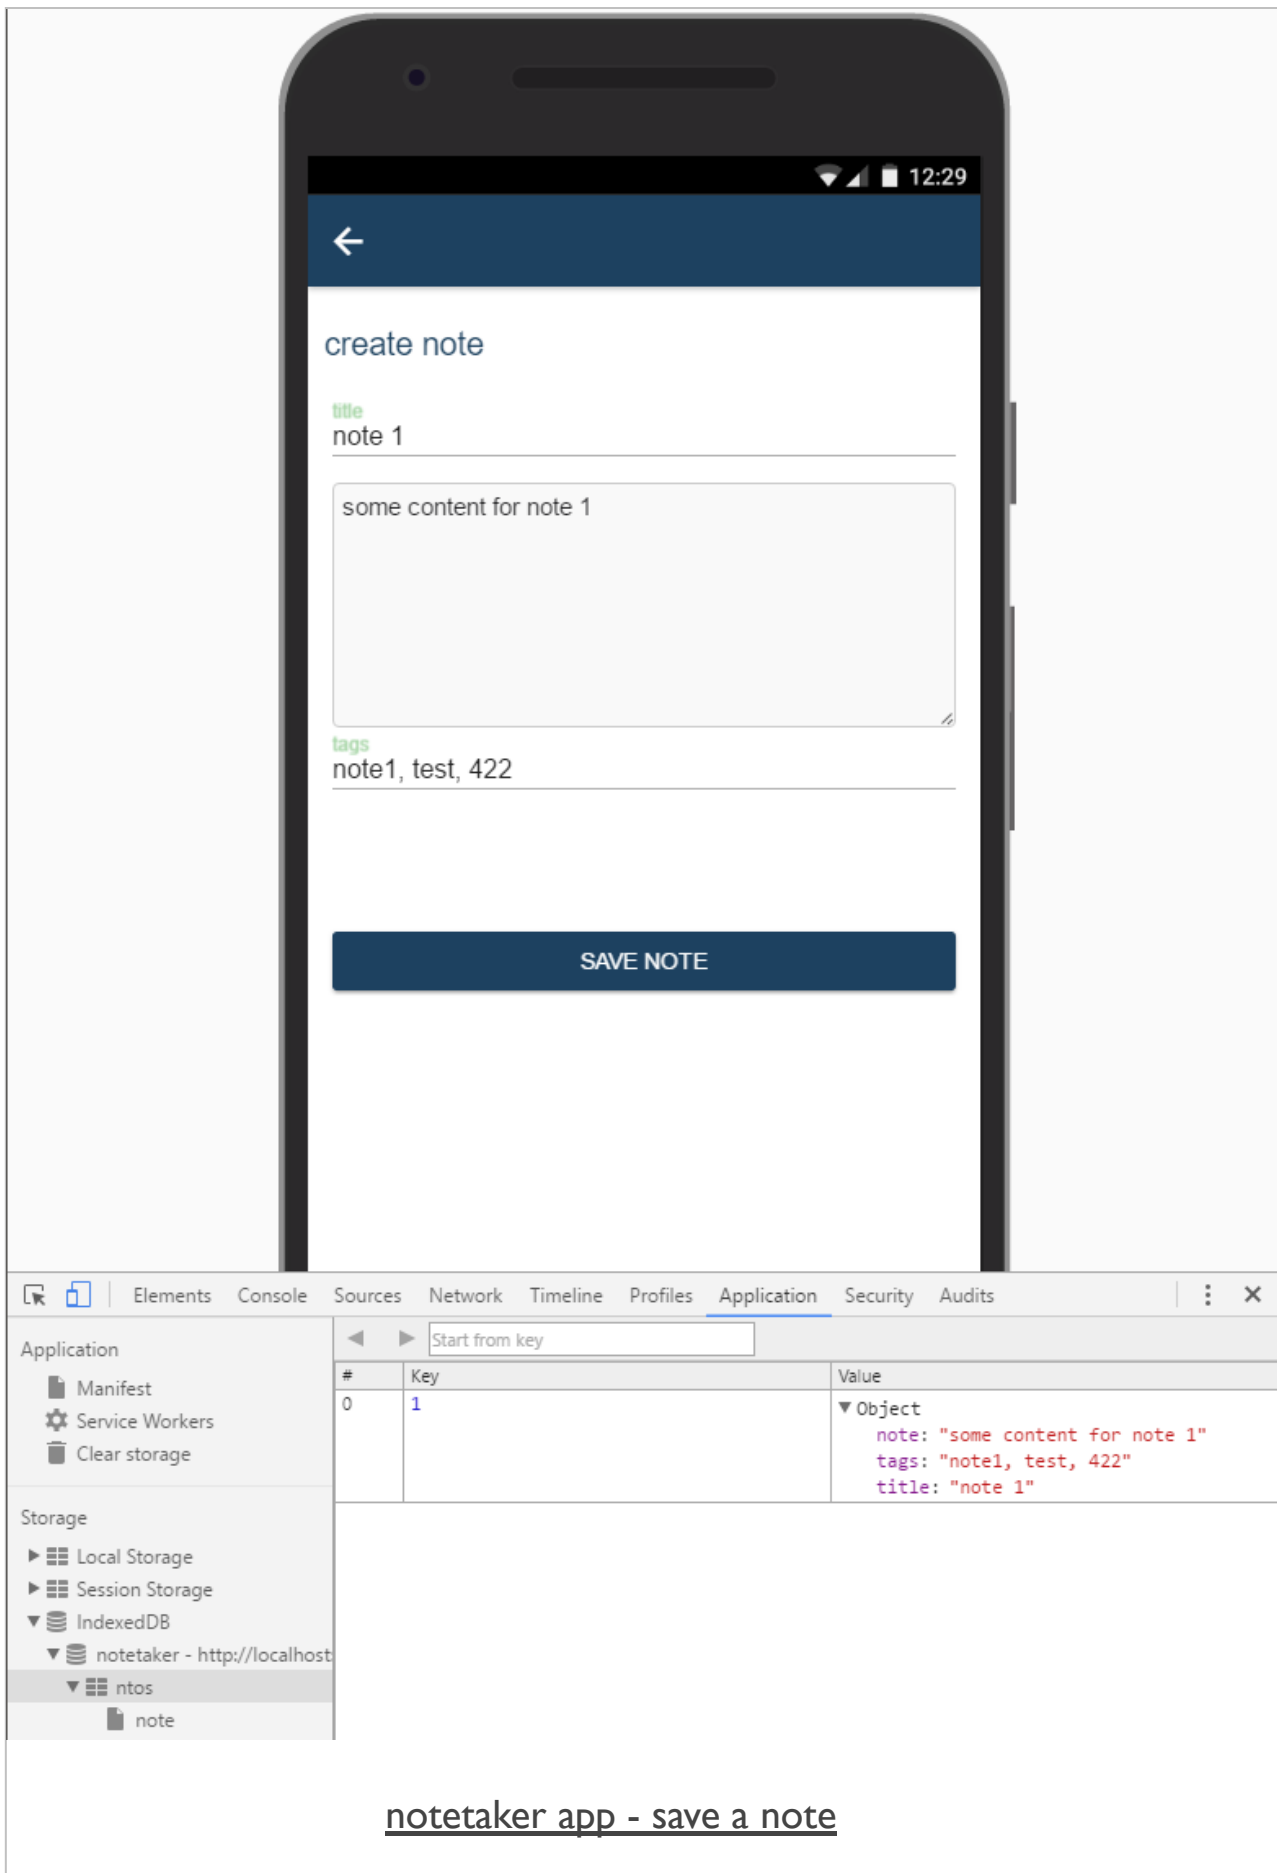 12:29
create note
title
note 1
some content for note 1
tags
note1, test, 422
SAVE NOTE
Elements Console Sources Network Timeline Profiles Application Security Audits
Application
Manifest
Service Workers
Clear storage
Storage
Local Storage
Session Storage
IndexedDB
notetaker - http://localhost:
ntos
note
Start from key
# Key Value
0 1 Object
note: "some content for note 1"
tags: "note1, test, 422"
title: "note 1"
notetaker app - save a note